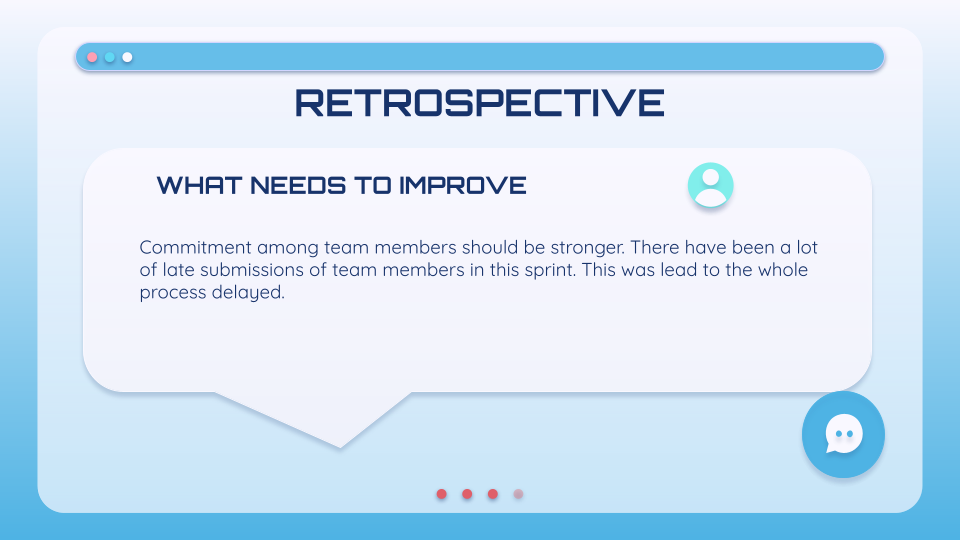 RETROSPECTIVE
WHAT NEEDS TO IMPROVE
Commitment among team members should be stronger. There have been a lot
of late submissions of team members in this sprint. This was lead to the whole
process delayed.